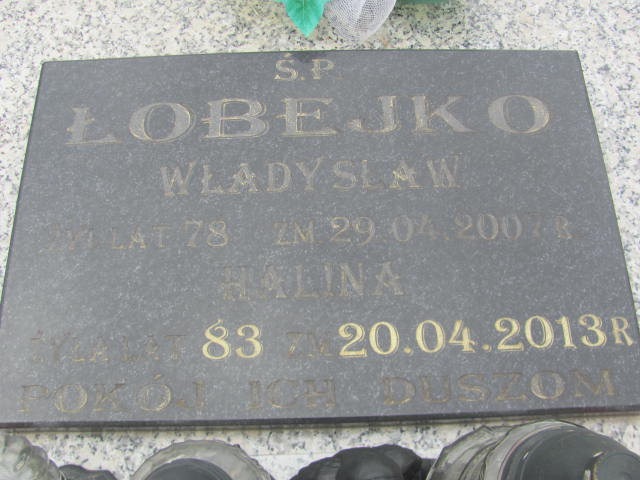 Ś.P.
ŁOBEJKO
WŁADYSŁAW
ŻYŁ LAT 78 ZM. 29.04.2007 R.
HALINA
ŻYŁA LAT 83 ZM. 20.04.2013 R
POKÓJ ICH DUSZOM